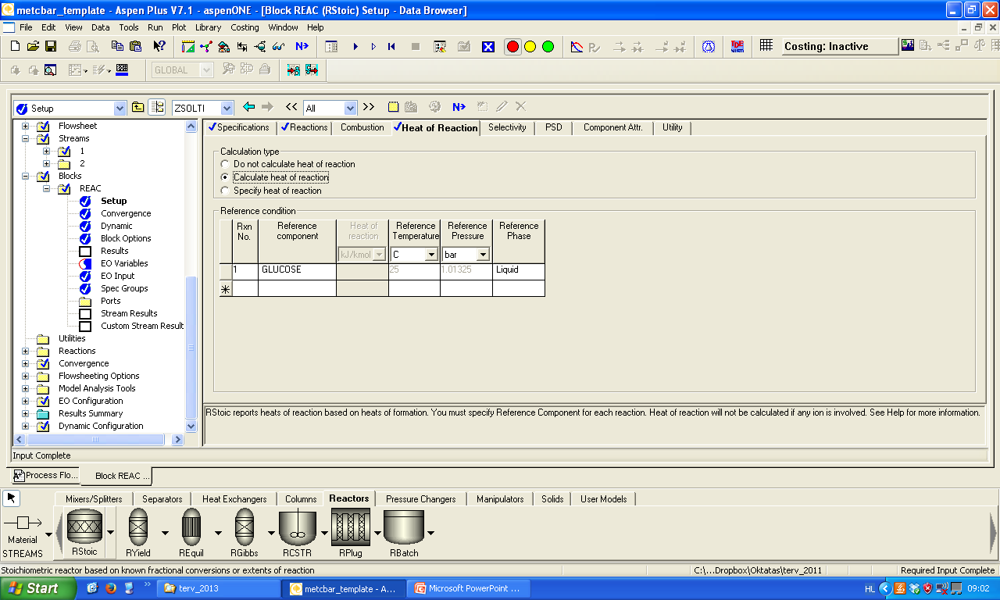 metcbar_template - Aspen Plus V7.1 - aspenONE - [Block REAC (RStoic) Setup - Data Browser]
File Edit View Data Tools Run Plot Library Costing Window Help
N» Costing: Inactive
GLOBAL
Setup ZSOLTI << All >> N»
Flowsheet
Streams
1
2
Blocks
REAC
Setup
Convergence
Dynamic
Block Options
Results
EO Variables
EO Input
Spec Groups
Ports
Stream Results
Custom Stream Result
Utilities
Reactions
Convergence
Flowsheeting Options
Model Analysis Tools
EO Configuration
Results Summary
Dynamic Configuration
Specifications Reactions Combustion Heat of Reaction Selectivity PSD Component Attr. Utility
Calculation type
Do not calculate heat of reaction
Calculate heat of reaction
Specify heat of reaction
Reference condition
Rxn No. Reference component Heat of reaction Reference Temperature Reference Pressure Reference Phase
kJ/kmol C bar
1 GLUCOSE 25 1.01325 Liquid
RStoic reports heats of reaction based on heats of formation. You must specify Reference Component for each reaction. Heat of reaction will not be calculated if any ion is involved. See Help for more information.
Input Complete
Process Flo... Block REAC ...
Mixers/Splitters Separators Heat Exchangers Columns Reactors Pressure Changers Manipulators Solids User Models
Material
STREAMS
RStoic RYield REquil RGibbs RCSTR RPlug RBatch
Stoichiometric reactor based on known fractional conversions or extents of reaction C:\...Dropbox\Oktatas\terv_2011 Required Input Complete
Start terv_2013 metcbar_template - A... Microsoft PowerPoint ... HL 09:02